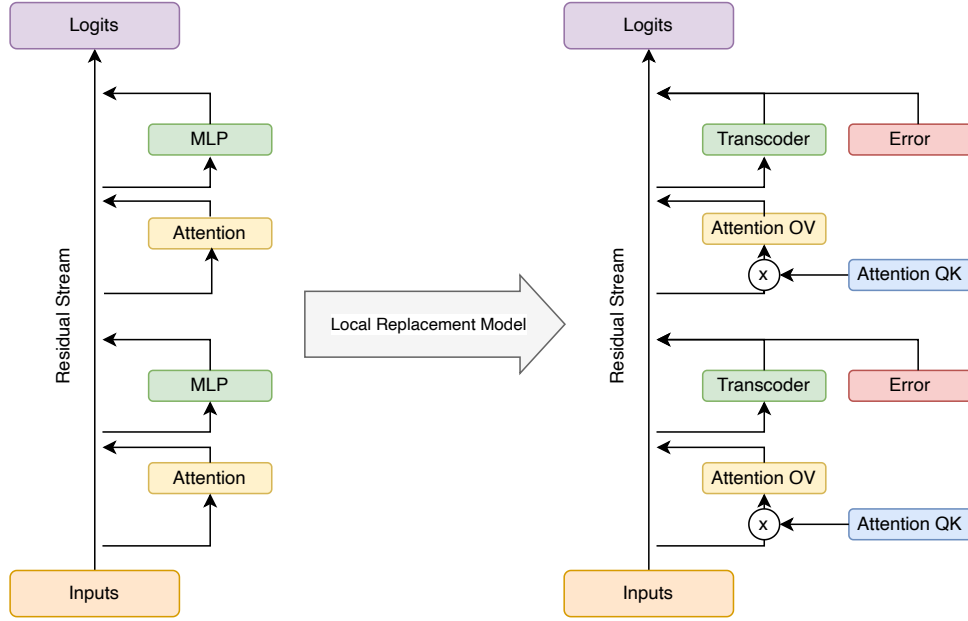 Logits
MLP
Attention
Residual Stream
MLP
Attention
Inputs
Local Replacement Model
Logits
Transcoder
Error
Attention OV
x
Attention QK
Residual Stream
Transcoder
Error
Attention OV
x
Attention QK
Inputs